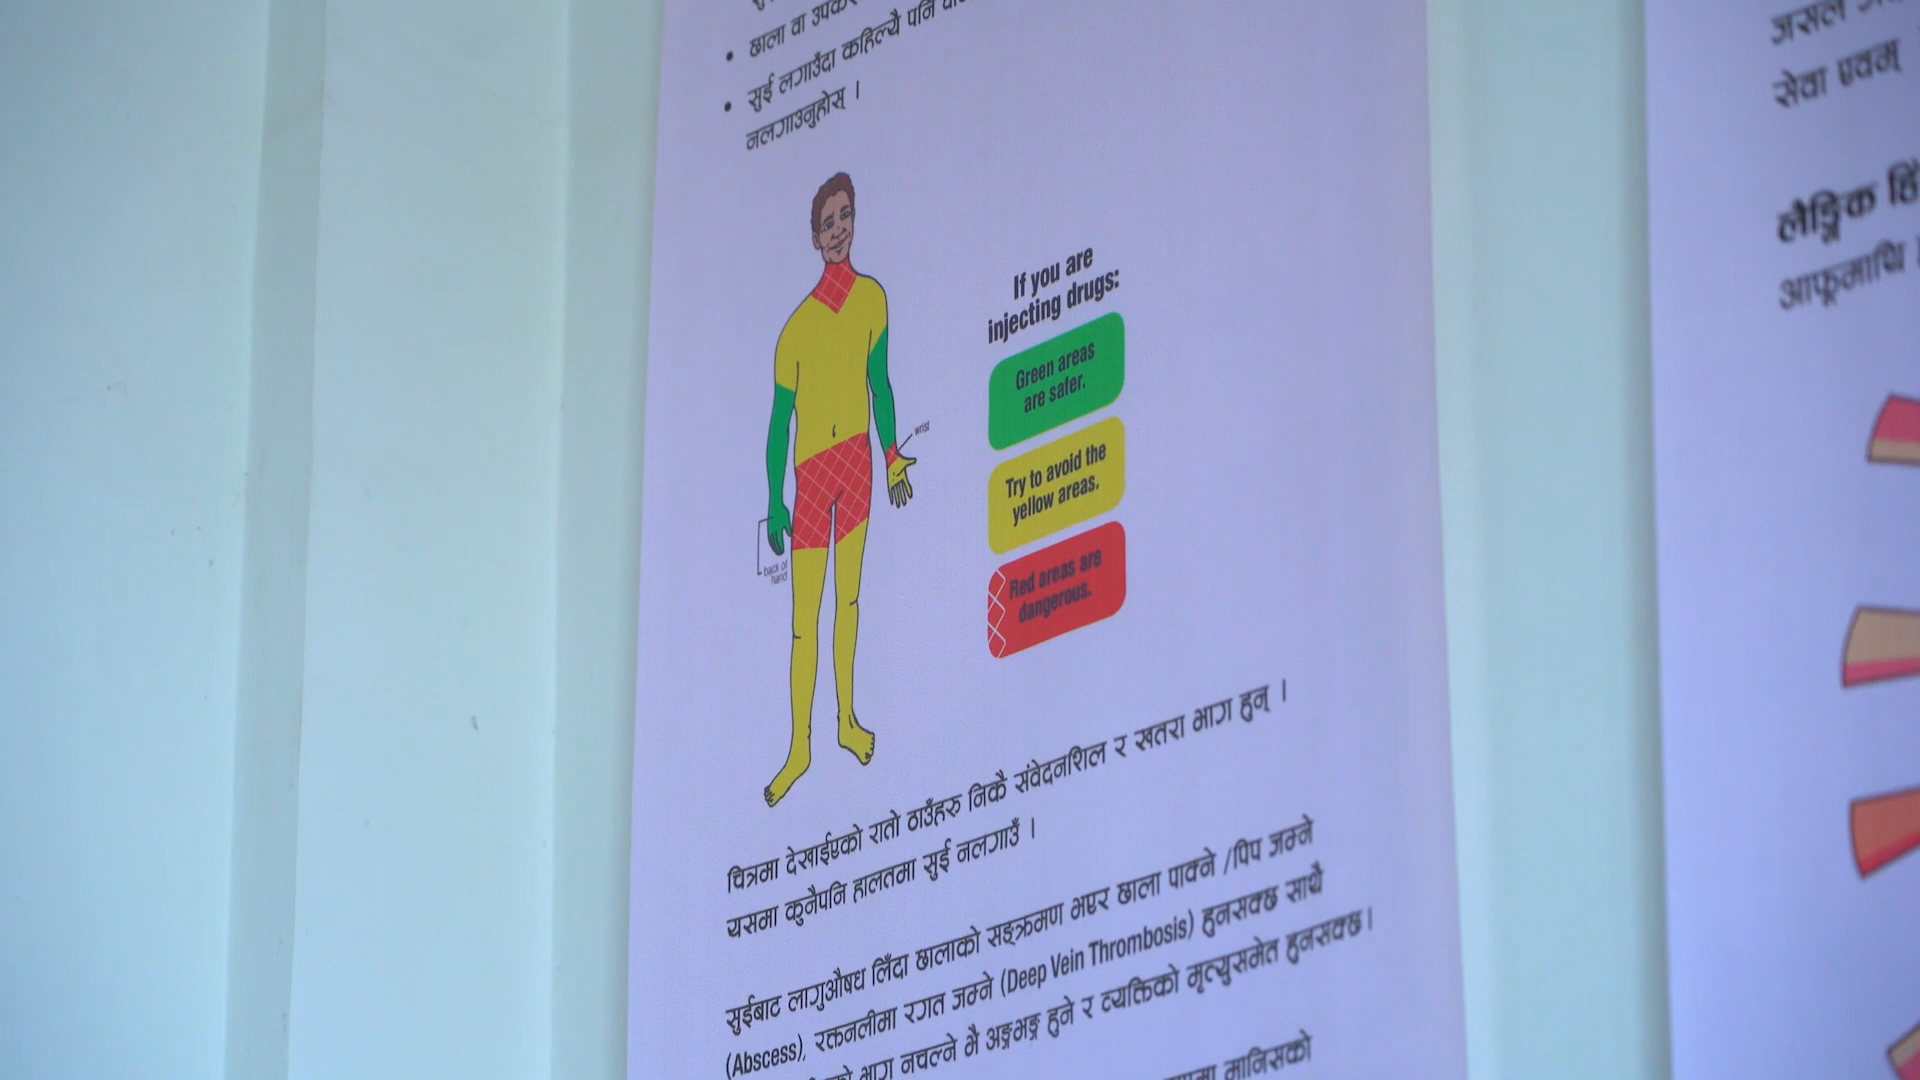 छाला वा
• सुई लगाउँदा कहिल्यै पनि
नलगाउनुहोस् ।
If you are
injecting drugs:
Green areas
are safer.
Try to avoid the
yellow areas.
Red areas are
dangerous.
wrist
back of
hand
चित्रमा देखाईएको रातो ठाउँहरु निकै संवेदनशिल र खतरा भाग हुन् ।
यसमा कुनैपनि हालतमा सुई नलगाउँ ।
सुईबाट लागुऔषध लिँदा छालाको सङ्क्रमण भएर छाला पाक्ने /पिप जम्ने
(Abscess), रक्तनलीमा रगत जम्ने (Deep Vein Thrombosis) हुनसक्छ साथै
भाग नचल्ने भै अङ्गभङ्ग हुने र व्यक्तिको मृत्युसमेत हुनसक्छ।
मानिसको
जसले
सेवा एवम्
लैङ्गिक
आफूमाथि